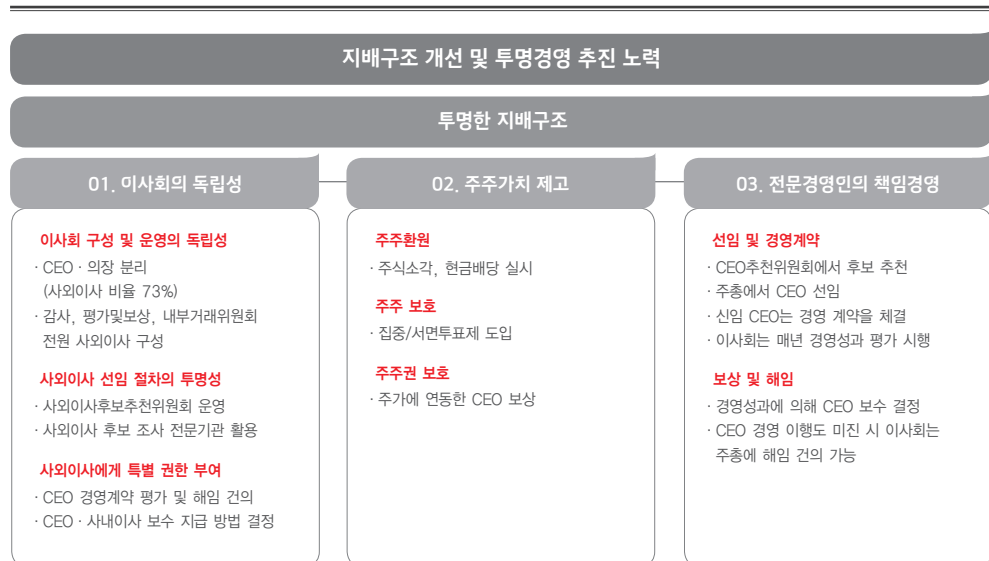 지배구조 개선 및 투명경영 추진 노력
투명한 지배구조
01. 이사회의 독립성
이사회 구성 및 운영의 독립성
· CEO · 의장 분리
(사외이사 비율 73%)
· 감사, 평가및보상, 내부거래위원회
전원 사외이사 구성
사외이사 선임 절차의 투명성
· 사외이사후보추천위원회 운영
· 사외이사 후보 조사 전문기관 활용
사외이사에게 특별 권한 부여
· CEO 경영계약 평가 및 해임 건의
· CEO · 사내이사 보수 지급 방법 결정
02. 주주가치 제고
주주환원
· 주식소각, 현금배당 실시
주주 보호
· 집중/서면투표제 도입
주주권 보호
· 주가에 연동한 CEO 보상
03. 전문경영인의 책임경영
선임 및 경영계약
· CEO추천위원회에서 후보 추천
· 주총에서 CEO 선임
· 신임 CEO는 경영 계약을 체결
· 이사회는 매년 경영성과 평가 시행
보상 및 해임
· 경영성과에 의해 CEO 보수 결정
· CEO 경영 이행도 미진 시 이사회는
주총에 해임 건의 가능